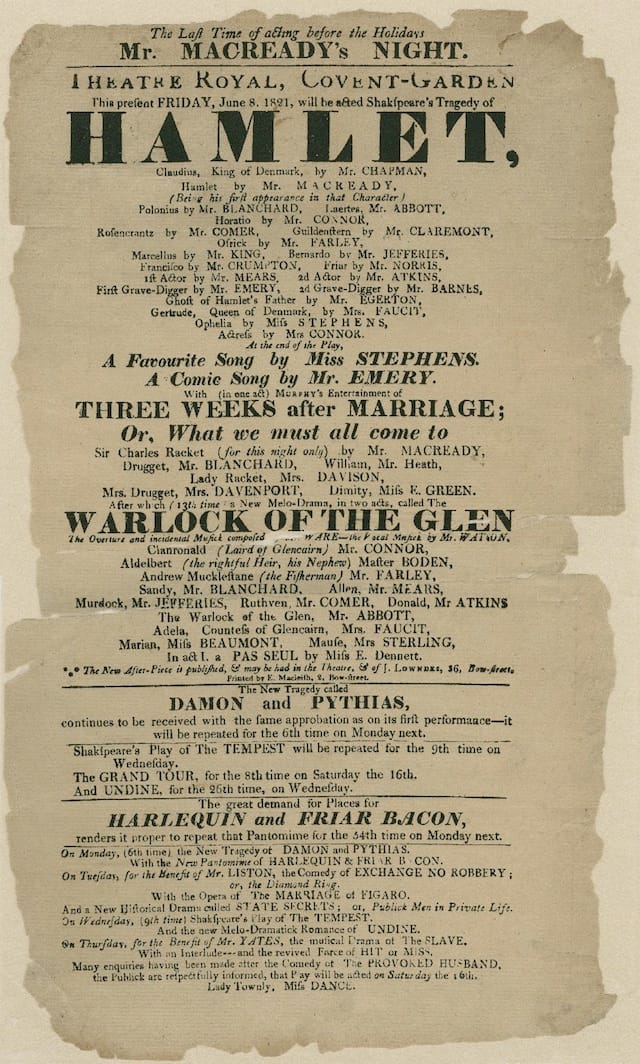 The Laſt Time of acting before the Holidays
Mr. MACREADY's NIGHT.
THEATRE ROYAL, COVENT-GARDEN
This preſent FRIDAY, June 8. 1821, will be acted Shakſpeare's Tragedy of
HAMLET,
Claudius, King of Denmark, by Mr. CHAPMAN,
Hamlet by Mr. MACREADY,
(Being his firſt appearance in that Character)
Polonius by Mr. BLANCHARD, Laertes, Mr. ABBOTT,
Horatio by Mr. CONNOR,
Roſencrantz by Mr. COMER, Guildenſtern by Mr. CLAREMONT,
Oſrick by Mr. FARLEY,
Marcellus by Mr. KING, Bernardo by Mr. JEFFERIES,
Franciſco by Mr. CRUMPTON, Friar by Mr. NORRIS,
1ſt Actor by Mr. MEARS, 2d Actor by Mr. ATKINS,
Firſt Grave-Digger by Mr. EMERY, 2d Grave-Digger by Mr. BARNES,
Ghoſt of Hamlet's Father by Mr. EGERTON,
Gertrude, Queen of Denmark, by Mrs. FAUCIT,
Ophelia by Miſs STEPHENS,
Actreſs by Mrs CONNOR.
At the end of the Play,
A Favourite Song by Miss STEPHENS.
A Comic Song by Mr. EMERY.
With (in one act) MURPHY's Entertainment of
THREE WEEKS after MARRIAGE;
Or, What we must all come to
Sir Charles Racket (for this night only) by Mr. MACREADY,
Drugget, Mr. BLANCHARD, William, Mr. Heath,
Lady Racket, Mrs. DAVISON,
Mrs. Drugget, Mrs. DAVENPORT, Dimity, Miſs E. GREEN.
After which (13th time) a New Melo-Drama, in two acts, called The
WARLOCK OF THE GLEN
The Overture and incidental Muſick compoſed WARE—the Vocal Muſick by Mr. WATSON.
Clanronald (Laird of Glencairn) Mr. CONNOR,
Aldelbert (the rightful Heir, his Nephew) Maſter BODEN,
Andrew Muckleſtane (the Fiſherman) Mr. FARLEY,
Sandy, Mr. BLANCHARD, Allen, Mr. MEARS,
Murdock, Mr. JEFFERIES, Ruthven, Mr. COMER, Donald, Mr ATKINS
The Warlock of the Glen, Mr. ABBOTT,
Adela, Counteſs of Glencairn, Mrs. FAUCIT,
Marian, Miſs BEAUMONT, Mauſe, Mrs STERLING,
In act I. a PAS SEUL by Miſs E. Dennett.
*** The New After-Piece is publiſhed, & may be had in the Theatre, & of J. LOWNDES, 36, Bow-ſtreet.
Printed by E. Macleiſh, 2, Bow-ſtreet.
The New Tragedy called
DAMON and PYTHIAS,
continues to be received with the ſame approbation as on its firſt performance—it
will be repeated for the 6th time on Monday next.
Shakſpeare's Play of The TEMPEST will be repeated for the 9th time on
Wedneſday.
The GRAND TOUR, for the 8th time on Saturday the 16th.
And UNDINE, for the 26th time, on Wedneſday.
The great demand for Places for
HARLEQUIN and FRIAR BACON,
renders it proper to repeat that Pantomime for the 34th time on Monday next.
On Monday, (6th time) the New Tragedy of DAMON and PYTHIAS.
With the New Pantomime of HARLEQUIN & FRIAR BACON.
On Tueſday, for the Benefit of Mr. LISTON, the Comedy of EXCHANGE NO ROBBERY;
or, the Diamond Ring.
With the Opera of The MARRIAGE of FIGARO.
And a New Hiſtorical Drama called STATE SECRETS; or, Publick Men in Private Life.
On Wedneſday, (9th time) Shakſpeare's Play of The TEMPEST.
And the new Melo-Dramatick Romance of UNDINE.
On Thurſday, for the Benefit of Mr. YATES, the muſical Drama of The SLAVE.
With an Interlude---and the revived Farce of HIT or MISS.
Many enquiries having been made after the Comedy of The PROVOKED HUSBAND,
the Publick are reſpectfully informed, that Play will be acted on Saturday the 16th.
Lady Townly, Miſs DANCE.